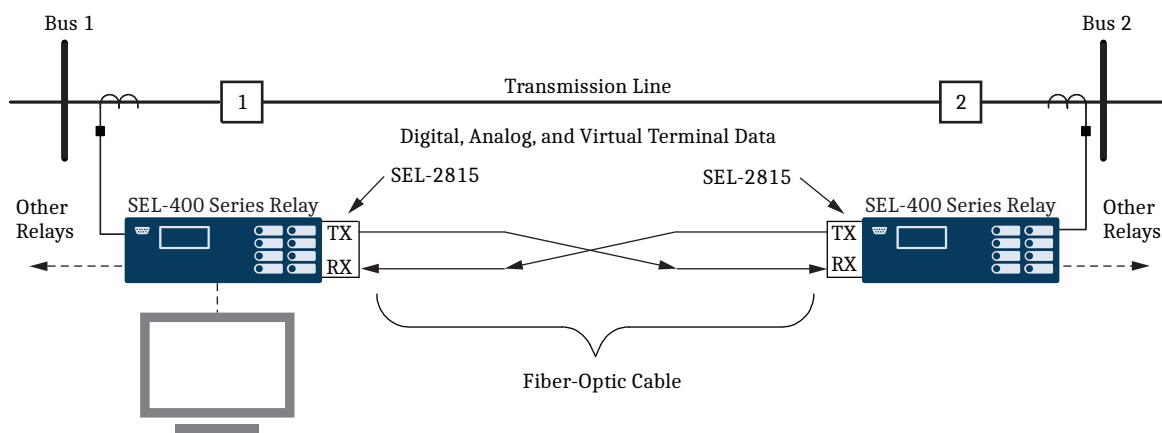 Bus 1
Bus 2
Transmission Line
1
2
Digital, Analog, and Virtual Terminal Data
SEL-2815
SEL-2815
Other
Relays
SEL-400 Series Relay
SEL-400 Series Relay
Other
Relays
TX
TX
RX
RX
Fiber-Optic Cable